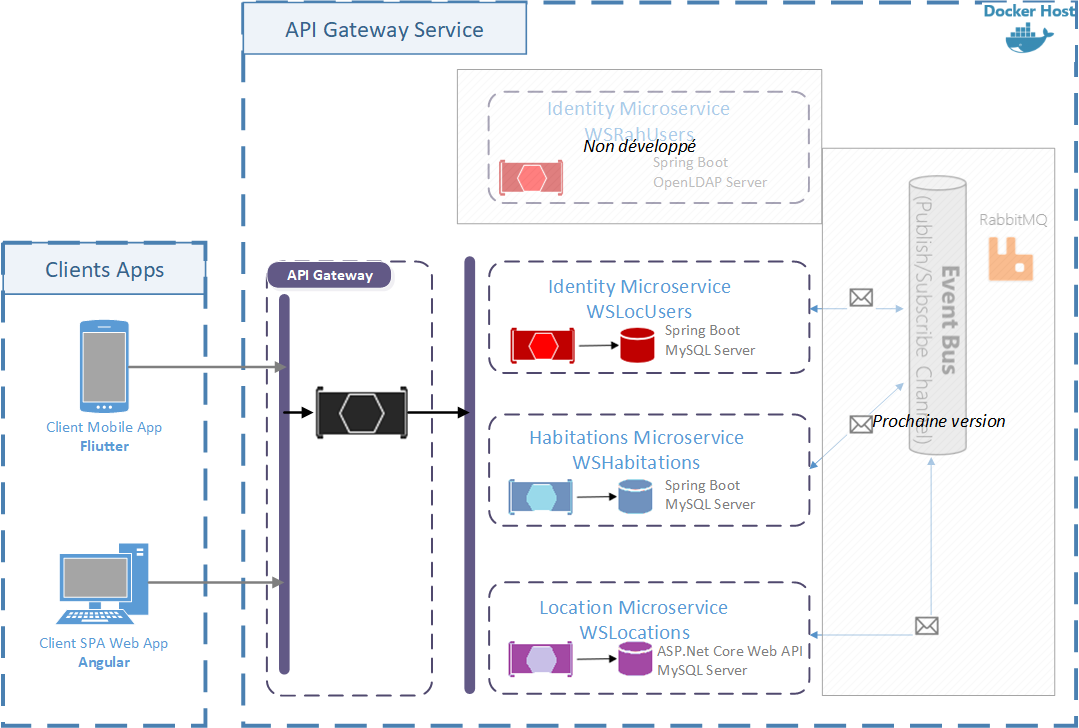 Docker Host
API Gateway Service
Identity Microservice
WSRahUsers
Non développé
Spring Boot
OpenLDAP Server
RabbitMQ
Clients Apps
API Gateway
Identity Microservice
WSLocUsers
Spring Boot
MySQL Server
Event Bus
(Publish/Subscribe Channel)
Prochaine version
Client Mobile App
Fliutter
Habitations Microservice
WSHabitations
Spring Boot
MySQL Server
Client SPA Web App
Angular
Location Microservice
WSLocations
ASP.Net Core Web API
MySQL Server